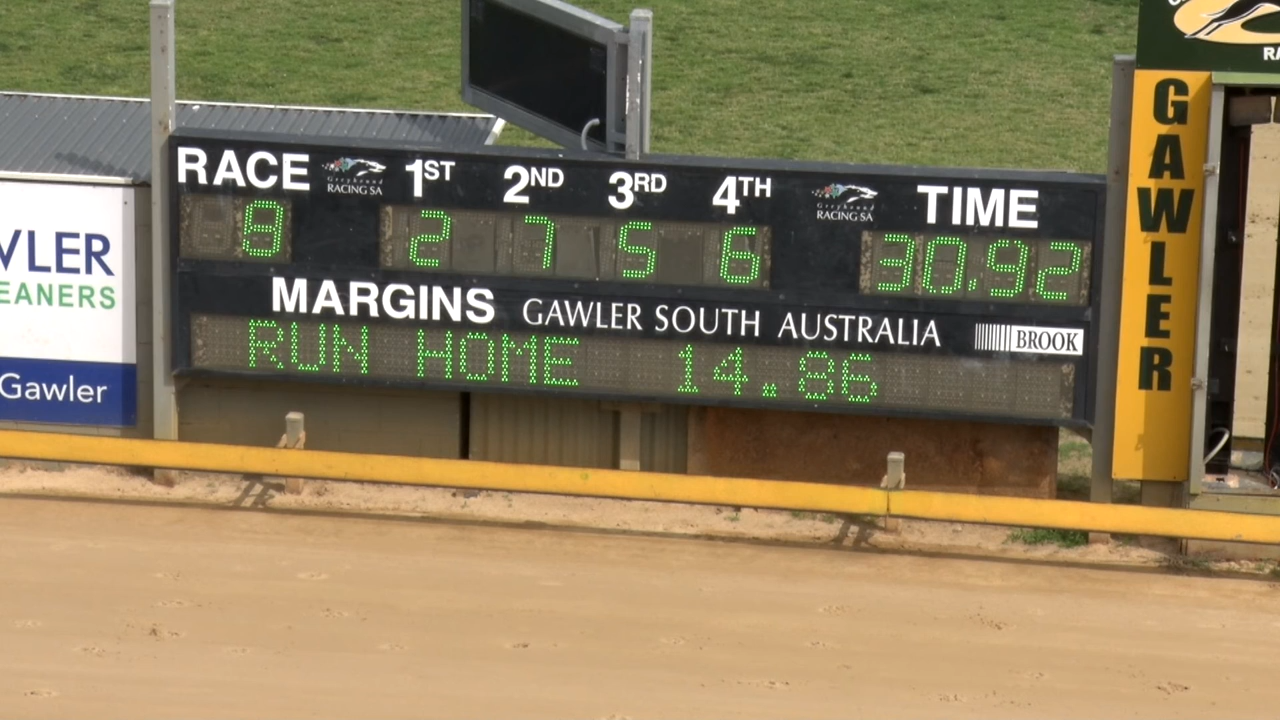 RACE Greyhound RACING SA 1ST 2ND 3RD 4TH Greyhound RACING SA TIME
8 2 7 5 6 30.92
MARGINS GAWLER SOUTH AUSTRALIA BROOK
RUN HOME 14.86
WLER
EANERS
Gawler
GAWLER